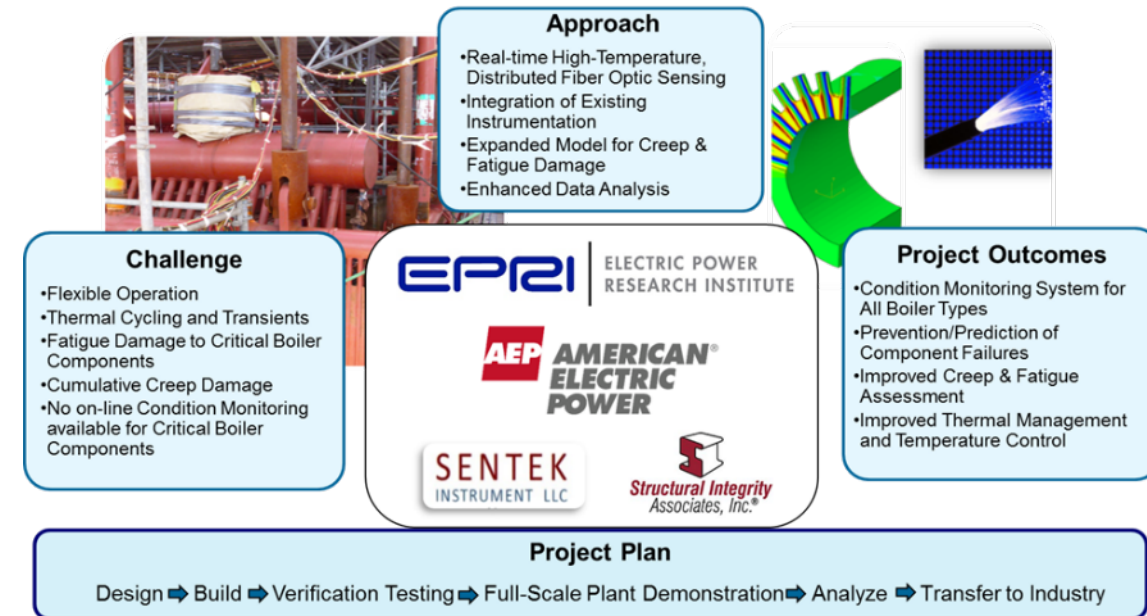 Approach
•Real-time High-Temperature,
Distributed Fiber Optic Sensing
•Integration of Existing
Instrumentation
•Expanded Model for Creep &
Fatigue Damage
•Enhanced Data Analysis
Challenge
•Flexible Operation
•Thermal Cycling and Transients
•Fatigue Damage to Critical Boiler
Components
•Cumulative Creep Damage
•No on-line Condition Monitoring
available for Critical Boiler
Components
EPRI
ELECTRIC POWER
RESEARCH INSTITUTE
AEP
AMERICAN®
ELECTRIC
POWER
SENTEK
INSTRUMENT LLC
Structural Integrity
Associates, Inc.®
Project Outcomes
•Condition Monitoring System for
All Boiler Types
•Prevention/Prediction of
Component Failures
•Improved Creep & Fatigue
Assessment
•Improved Thermal Management
and Temperature Control
Project Plan
Design ➡ Build ➡ Verification Testing ➡ Full-Scale Plant Demonstration ➡ Analyze ➡ Transfer to Industry